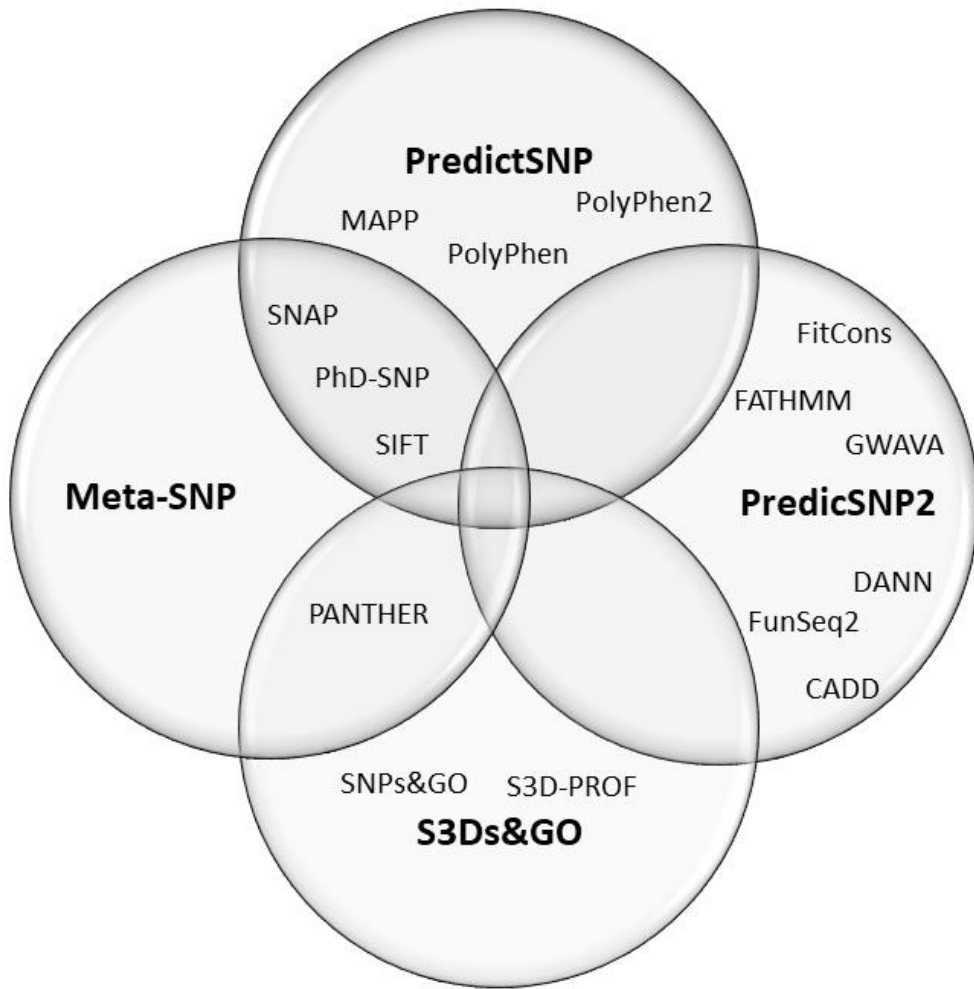 PredictSNP
PolyPhen2
MAPP
PolyPhen
SNAP
FitCons
PhD-SNP
FATHMM
SIFT
GWAVA
Meta-SNP
PredicSNP2
DANN
PANTHER
FunSeq2
CADD
SNPs&GO
S3D-PROF
S3Ds&GO